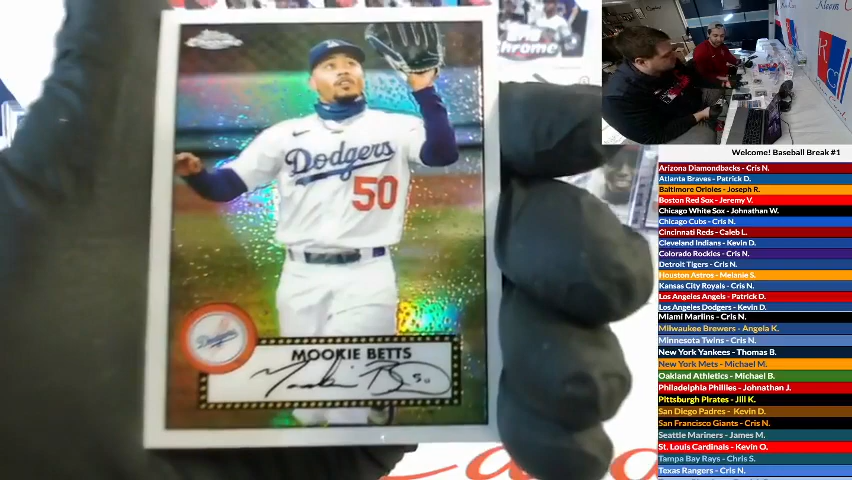 Chrome
Dodgers
50
Dodgers
MOOKIE BETTS
Mookie Betts 50
Chrome
Welcome! Baseball Break #1
Arizona Diamondbacks - Cris N.
Atlanta Braves - Patrick D.
Baltimore Orioles - Joseph R.
Boston Red Sox - Jeremy V.
Chicago White Sox - Johnathan W.
Chicago Cubs - Cris N.
Cincinnati Reds - Caleb L.
Cleveland Indians - Kevin D.
Colorado Rockies - Cris N.
Detroit Tigers - Cris N.
Houston Astros - Melanie S.
Kansas City Royals - Cris N.
Los Angeles Angels - Patrick D.
Los Angeles Dodgers - Kevin D.
Miami Marlins - Cris N.
Milwaukee Brewers - Angela K.
Minnesota Twins - Cris N.
New York Yankees - Thomas B.
New York Mets - Michael M.
Oakland Athletics - Michael B.
Philadelphia Phillies - Johnathan J.
Pittsburgh Pirates - Jill K.
San Diego Padres - Kevin D.
San Francisco Giants - Cris N.
Seattle Mariners - James M.
St. Louis Cardinals - Kevin O.
Tampa Bay Rays - Chris S.
Texas Rangers - Cris N.